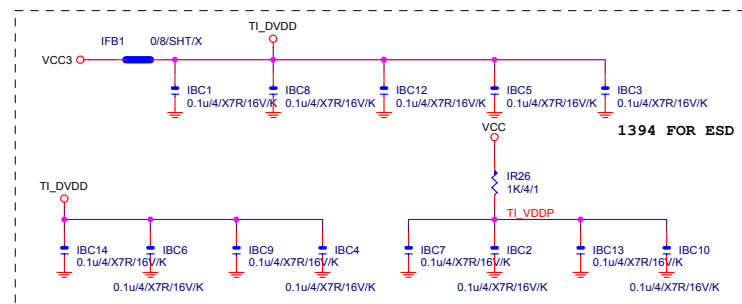 TI_DVDD
IFB1 0/8/SHT/X
VCC3
IBC1 IBC8 IBC12 IBC5 IBC3
0.1u/4/X7R/16V/K 0.1u/4/X7R/16V/K 0.1u/4/X7R/16V/K 0.1u/4/X7R/16V/K 0.1u/4/X7R/16V/K
VCC
1394 FOR ESD
IR26
1K/4/1
TI_DVDD
TI_VDDP
IBC14 IBC6 IBC9 IBC4 IBC7 IBC2 IBC13 IBC10
0.1u/4/X7R/16V/K 0.1u/4/X7R/16V/K 0.1u/4/X7R/16V/K 0.1u/4/X7R/16V/K
0.1u/4/X7R/16V/K 0.1u/4/X7R/16V/K 0.1u/4/X7R/16V/K 0.1u/4/X7R/16V/K